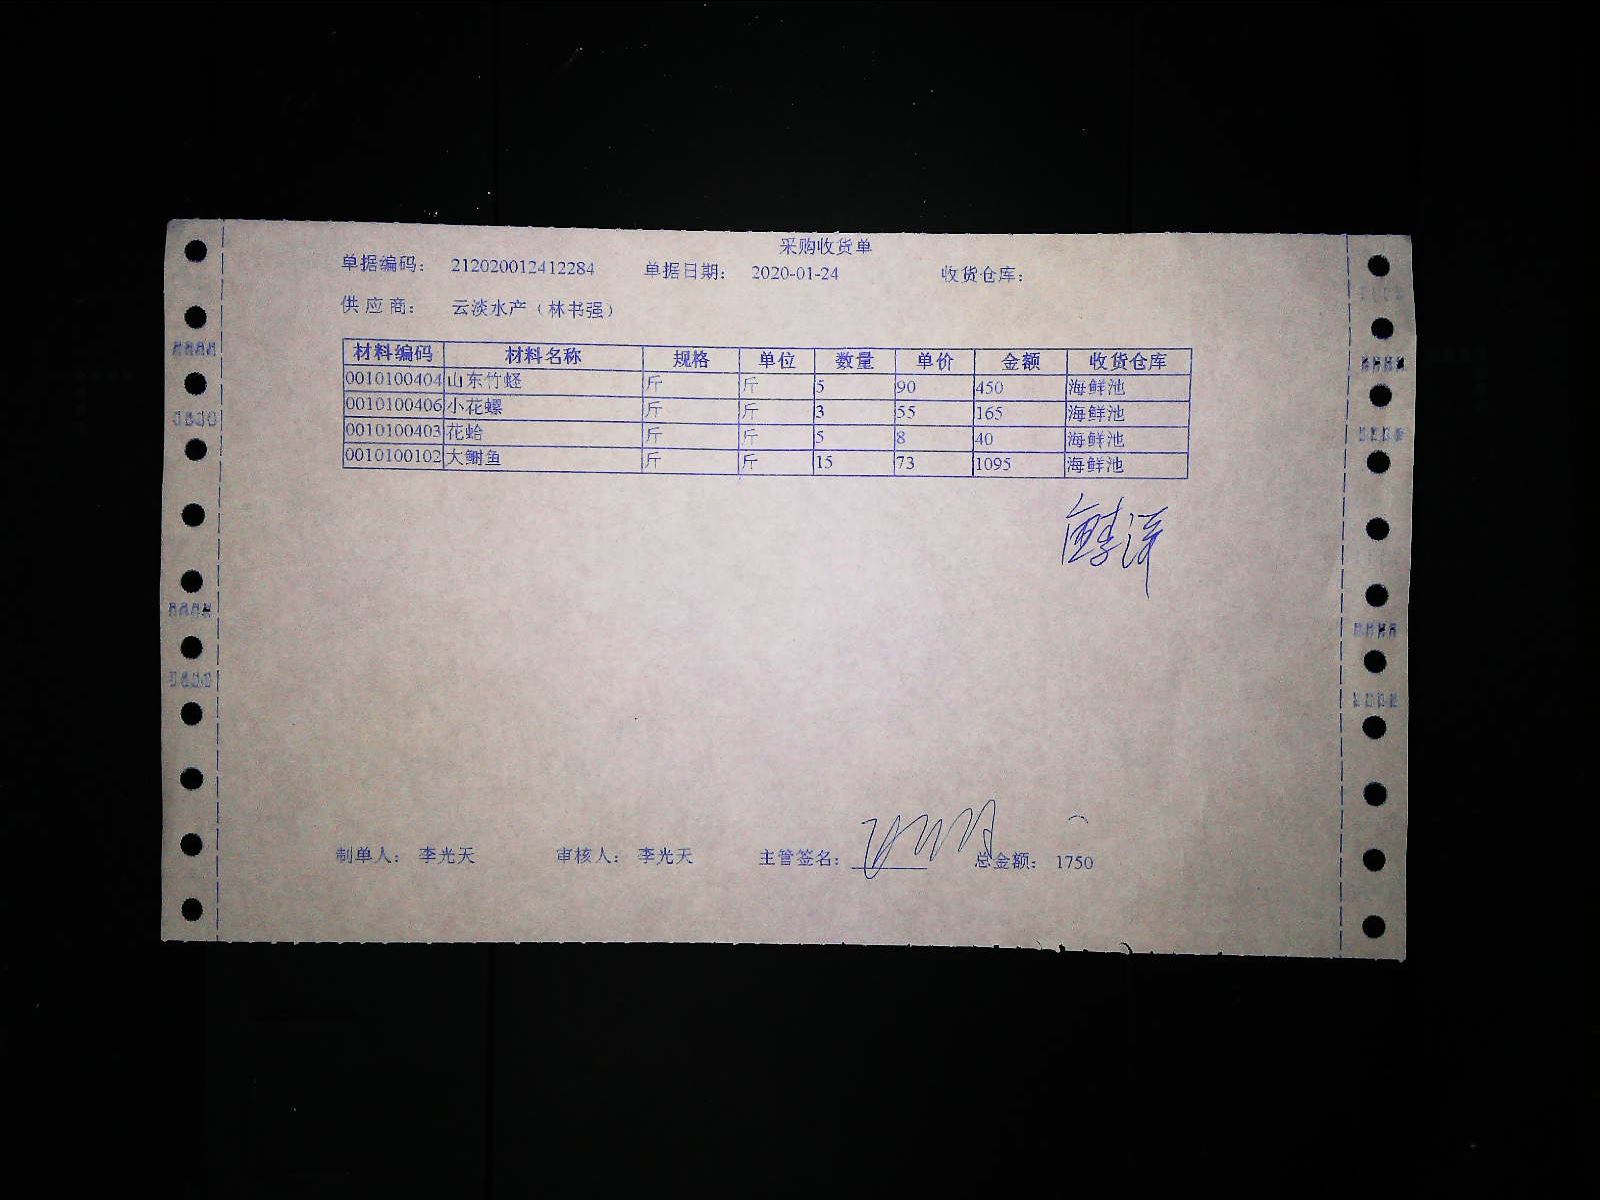 采购收货单
单据编码: 212020012412284 单据日期: 2020-01-24 收货仓库:
供应商: 云淡水产（林书强）
材料编码 材料名称 规格 单位 数量 单价 金额 收货仓库
0010100404 山东竹蛏 斤 斤 5 90 450 海鲜池
0010100406 小花螺 斤 斤 3 55 165 海鲜池
0010100403 花蛤 斤 斤 5 8 40 海鲜池
0010100102 大鲥鱼 斤 斤 15 73 1095 海鲜池
制单人: 李光天 审核人: 李光天 主管签名: 总金额: 1750